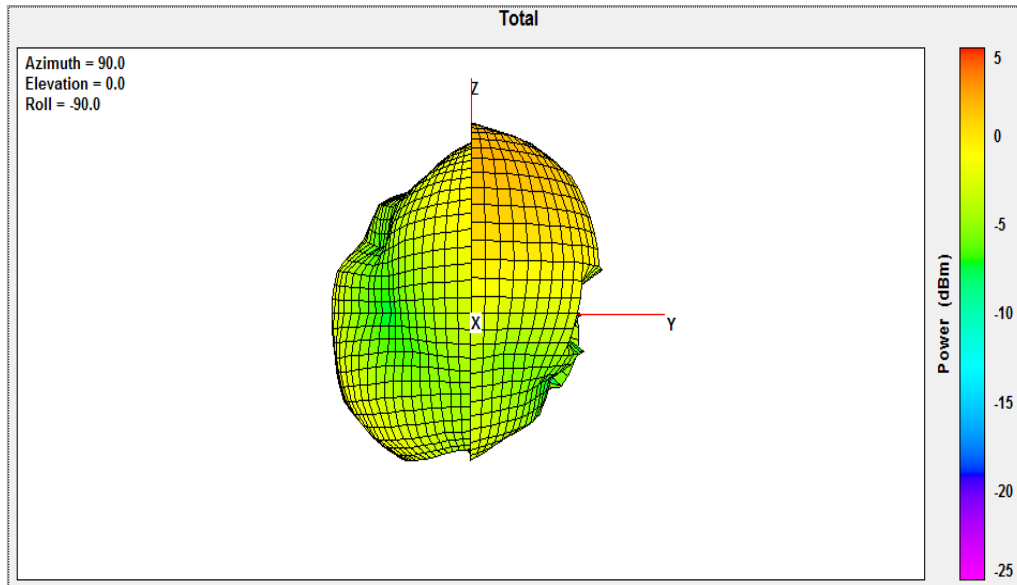 Total
Azimuth = 90.0
Elevation = 0.0
Roll = -90.0
Z
X
Y
5
0
-5
-10
-15
-20
-25
Power (dBm)